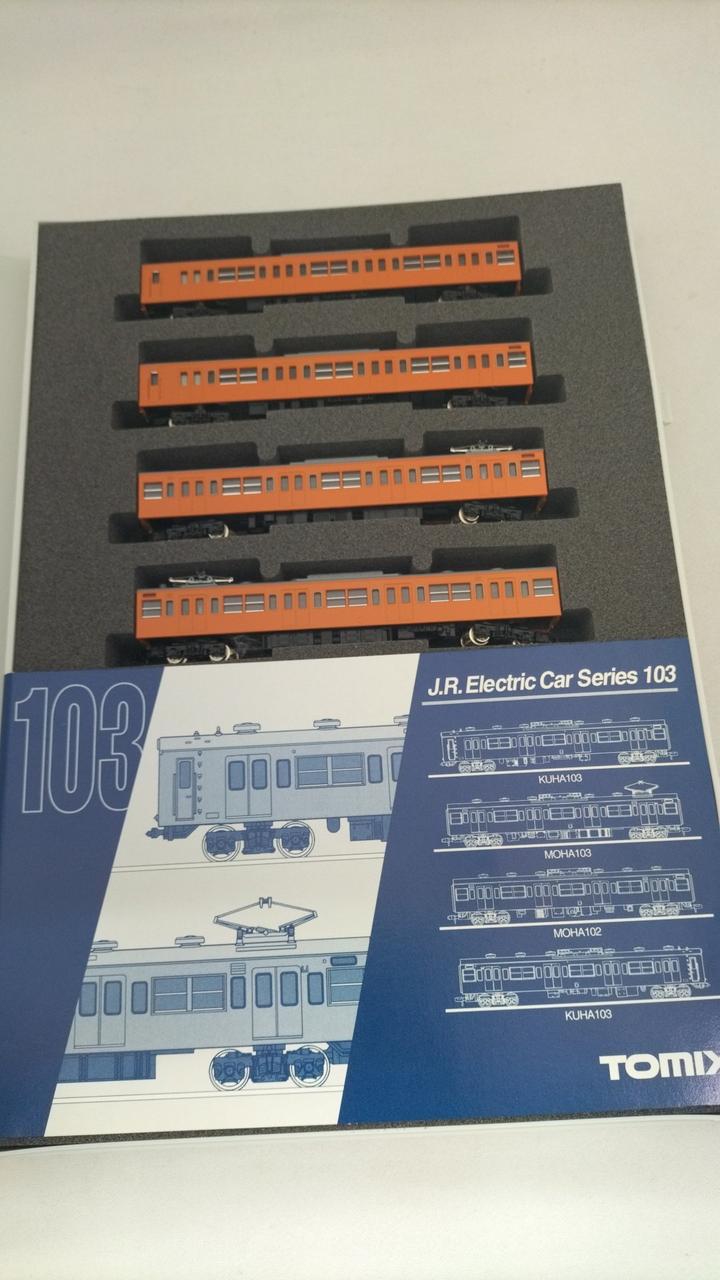 103
J.R. Electric Car Series 103
KUHA103
MOHA103
MOHA102
KUHA103
TOMIX